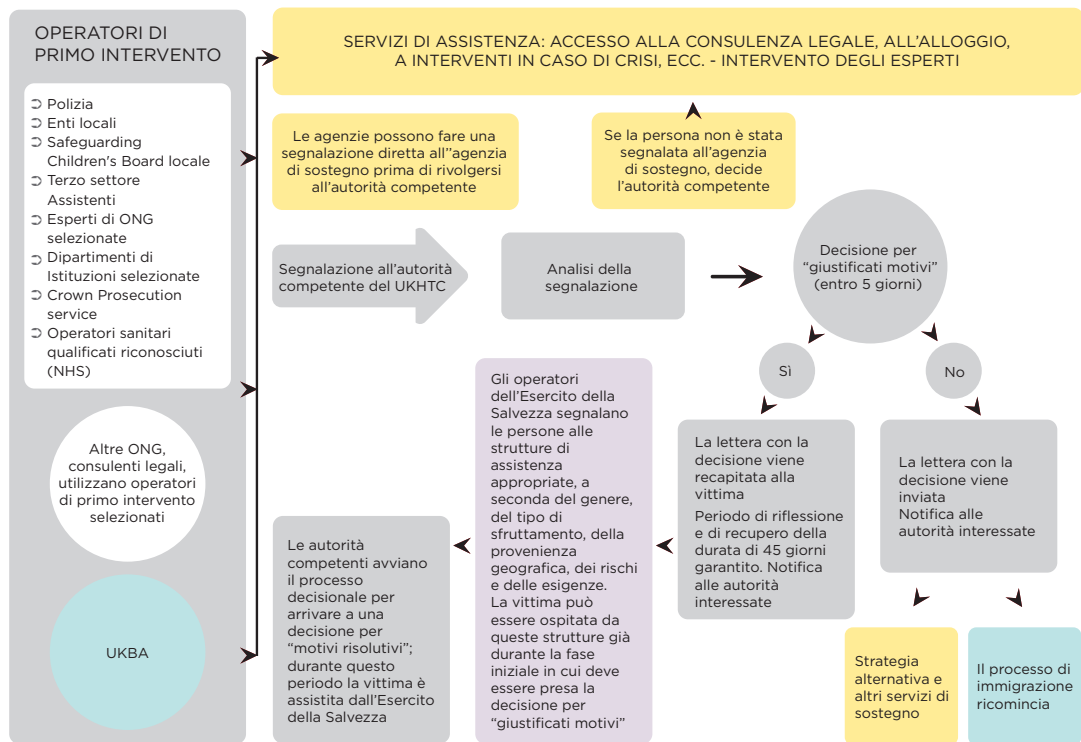 OPERATORI DI
PRIMO INTERVENTO
Polizia
Enti locali
Safeguarding
Children's Board locale
Terzo settore
Assistenti
Esperti di ONG
selezionate
Dipartimenti di
Istituzioni selezionate
Crown Prosecution
service
Operatori sanitari
qualificati riconosciuti
(NHS)
Altre ONG,
consulenti legali,
utilizzano operatori
di primo intervento
selezionati
UKBA
SERVIZI DI ASSISTENZA: ACCESSO ALLA CONSULENZA LEGALE, ALL'ALLOGGIO,
A INTERVENTI IN CASO DI CRISI, ECC. - INTERVENTO DEGLI ESPERTI
Le agenzie possono fare una
segnalazione diretta all''agenzia
di sostegno prima di rivolgersi
all'autorità competente
Se la persona non è stata
segnalata all'agenzia
di sostegno, decide
l'autorità competente
Segnalazione all'autorità
competente del UKHTC
Analisi della
segnalazione
Decisione per
"giustificati motivi"
(entro 5 giorni)
Sì
No
La lettera con la
decisione viene
recapitata alla
vittima
Periodo di riflessione
e di recupero della
durata di 45 giorni
garantito. Notifica
alle autorità
interessate
La lettera con la
decisione viene
inviata
Notifica alle
autorità interessate
Gli operatori
dell'Esercito della
Salvezza segnalano
le persone alle
strutture di
assistenza
appropriate, a
seconda del genere,
del tipo di
sfruttamento, della
provenienza
geografica, dei rischi
e delle esigenze.
La vittima può
essere ospitata da
queste strutture già
durante la fase
iniziale in cui deve
essere presa la
decisione per
"giustificati motivi"
Le autorità
competenti avviano
il processo
decisionale per
arrivare a una
decisione per
"motivi risolutivi";
durante questo
periodo la vittima è
assistita dall'Esercito
della Salvezza
Strategia
alternativa e
altri servizi di
sostegno
Il processo di
immigrazione
ricomincia